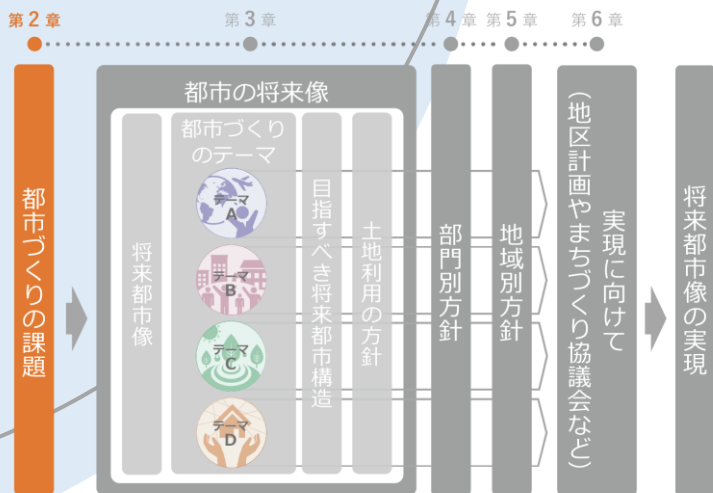 第2章
第3章
第4章
第5章
第6章
都市づくりの課題
都市の将来像
将来都市像
都市づくり
のテーマ
テーマ
A
テーマ
B
テーマ
C
テーマ
D
目指すべき将来都市構造
土地利用の方針
部門別方針
地域別方針
実現に向けて
(地区計画やまちづくり協議会など)
将来都市像の実現